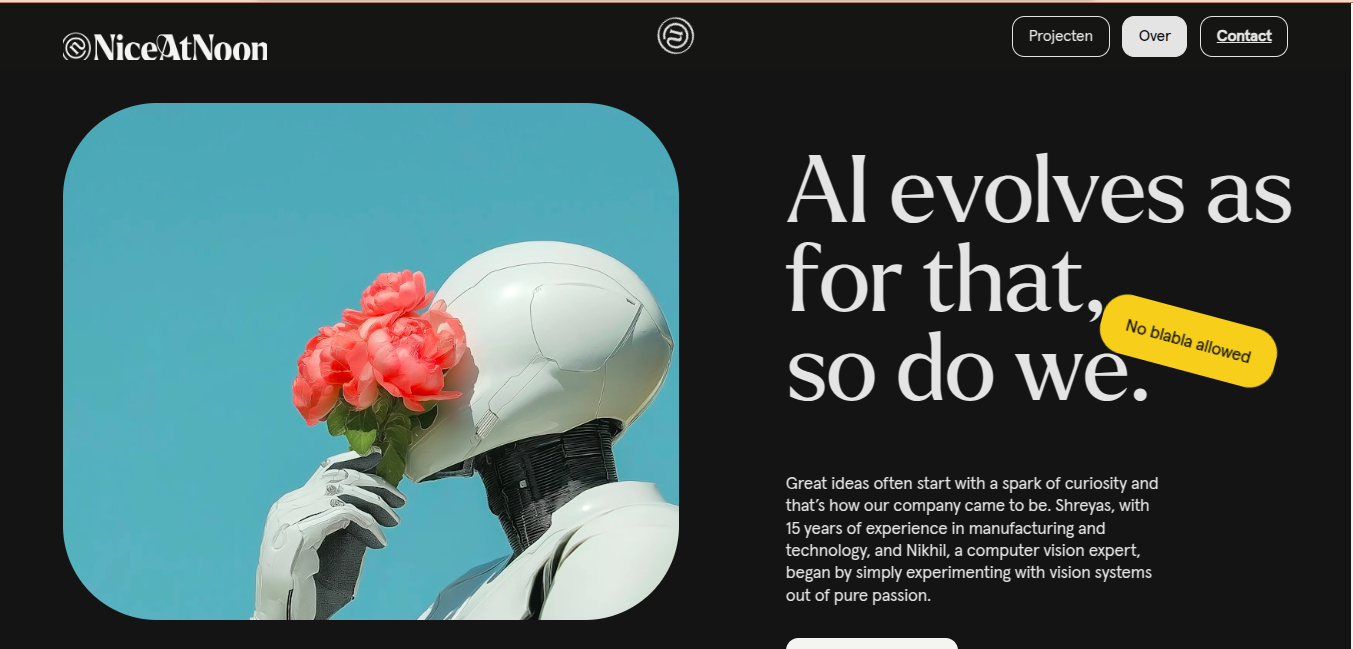 NiceAtNoon
Projecten
Over
Contact
AI evolves as
for that,
so do we.
No blabla allowed
Great ideas often start with a spark of curiosity and
that’s how our company came to be. Shreyas, with
15 years of experience in manufacturing and
technology, and Nikhil, a computer vision expert,
began by simply experimenting with vision systems
out of pure passion.